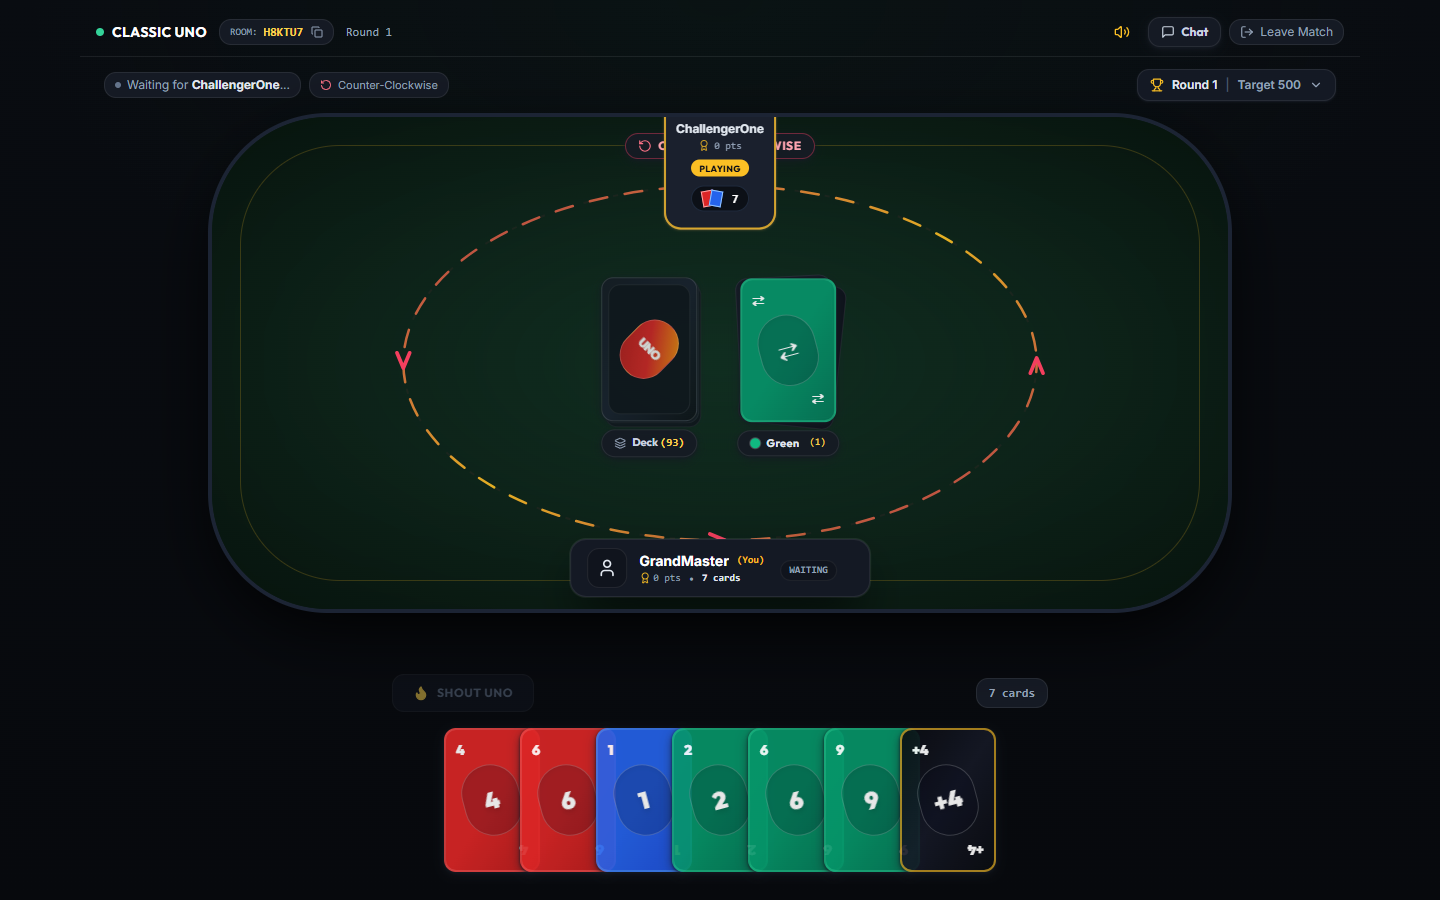 CLASSIC UNO
ROOM: H8KTU7
Round 1
Chat
Leave Match
Waiting for ChallengerOne...
Counter-Clockwise
Round 1 | Target 500
ChallengerOne
0 pts
WISE
PLAYING
7
UNO
Deck (93)
Green (1)
GrandMaster (You)
0 pts • 7 cards
WAITING
SHOUT UNO
7 cards
4 6 1 2 6 9 +4
4 6 1 2 6 9 +4
+4